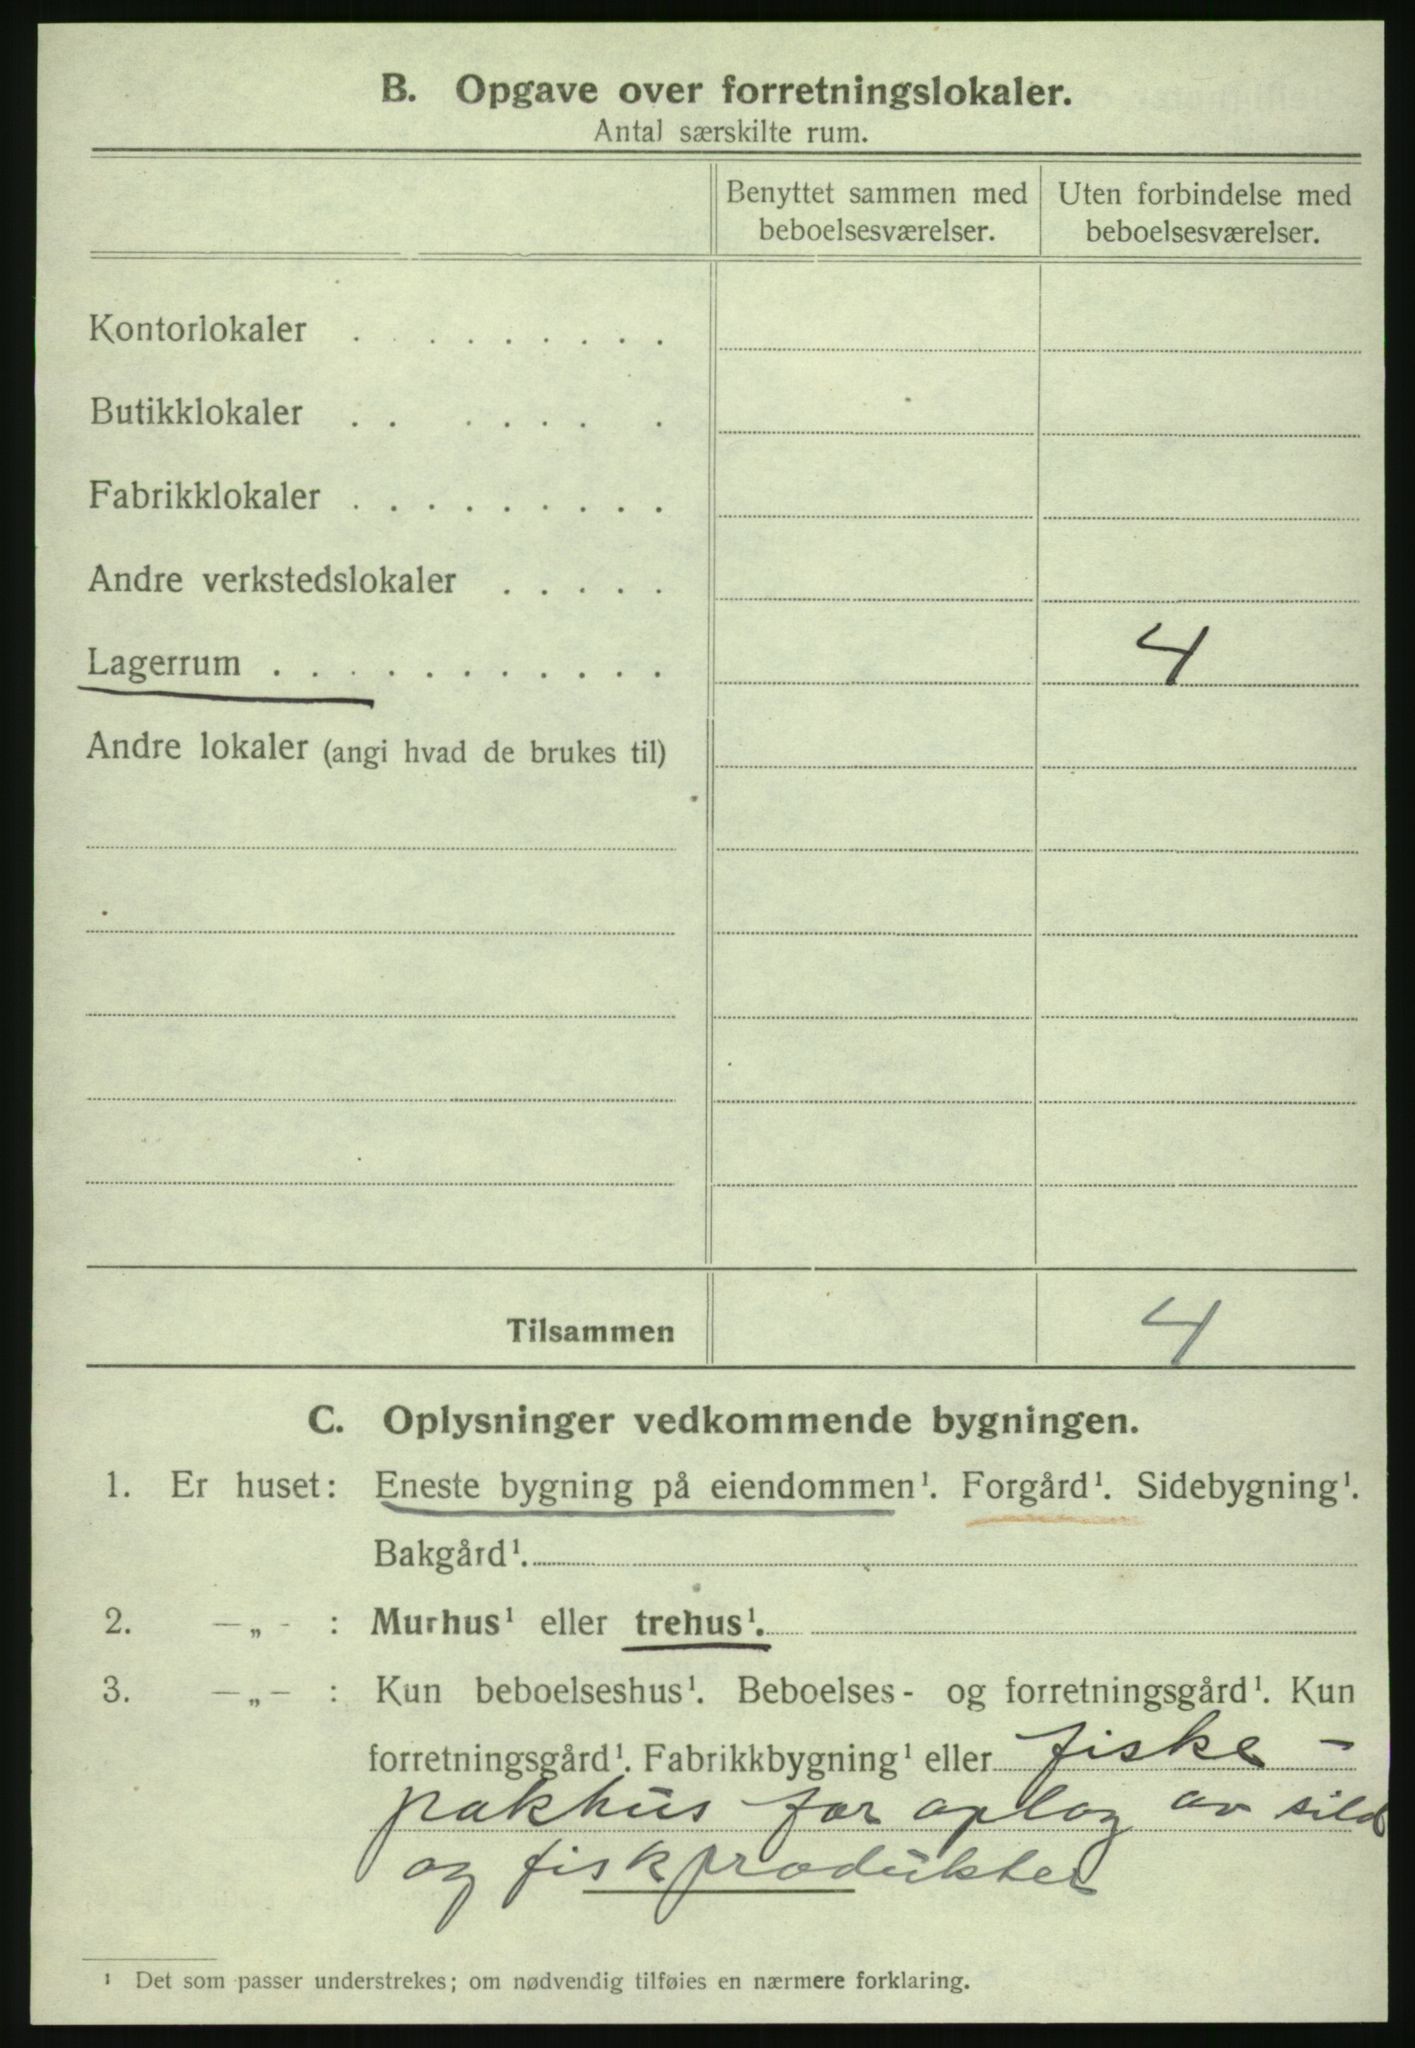 B. Opgave over forretningslokaler.
Antal særskilte rum.
Benyttet sammen med beboelsesværelser.
Uten forbindelse med beboelsesværelser.
Kontorlokaler . . . . . . . . .
Butikklokaler . . . . . . .
Fabrikklokaler . . . . . . . . .
Andre verkstedslokaler . . . . .
Lagerrum . . . . . . . . . . . 4
Andre lokaler (angi hvad de brukes til)
Tilsammen 4
C. Oplysninger vedkommende bygningen.
1. Er huset: Eneste bygning på eiendommen¹. Forgård¹. Sidebygning¹.
Bakgård¹.
2. —„- : Murhus¹ eller trehus¹.
3. —„— : Kun beboelseshus¹. Beboelses- og forretningsgård¹. Kun
forretningsgård¹. Fabrikkbygning¹ eller fiske-
pakhus for oplag av sild
og fiskprodukter
¹ Det som passer understrekes; om nødvendig tilføies en nærmere forklaring.